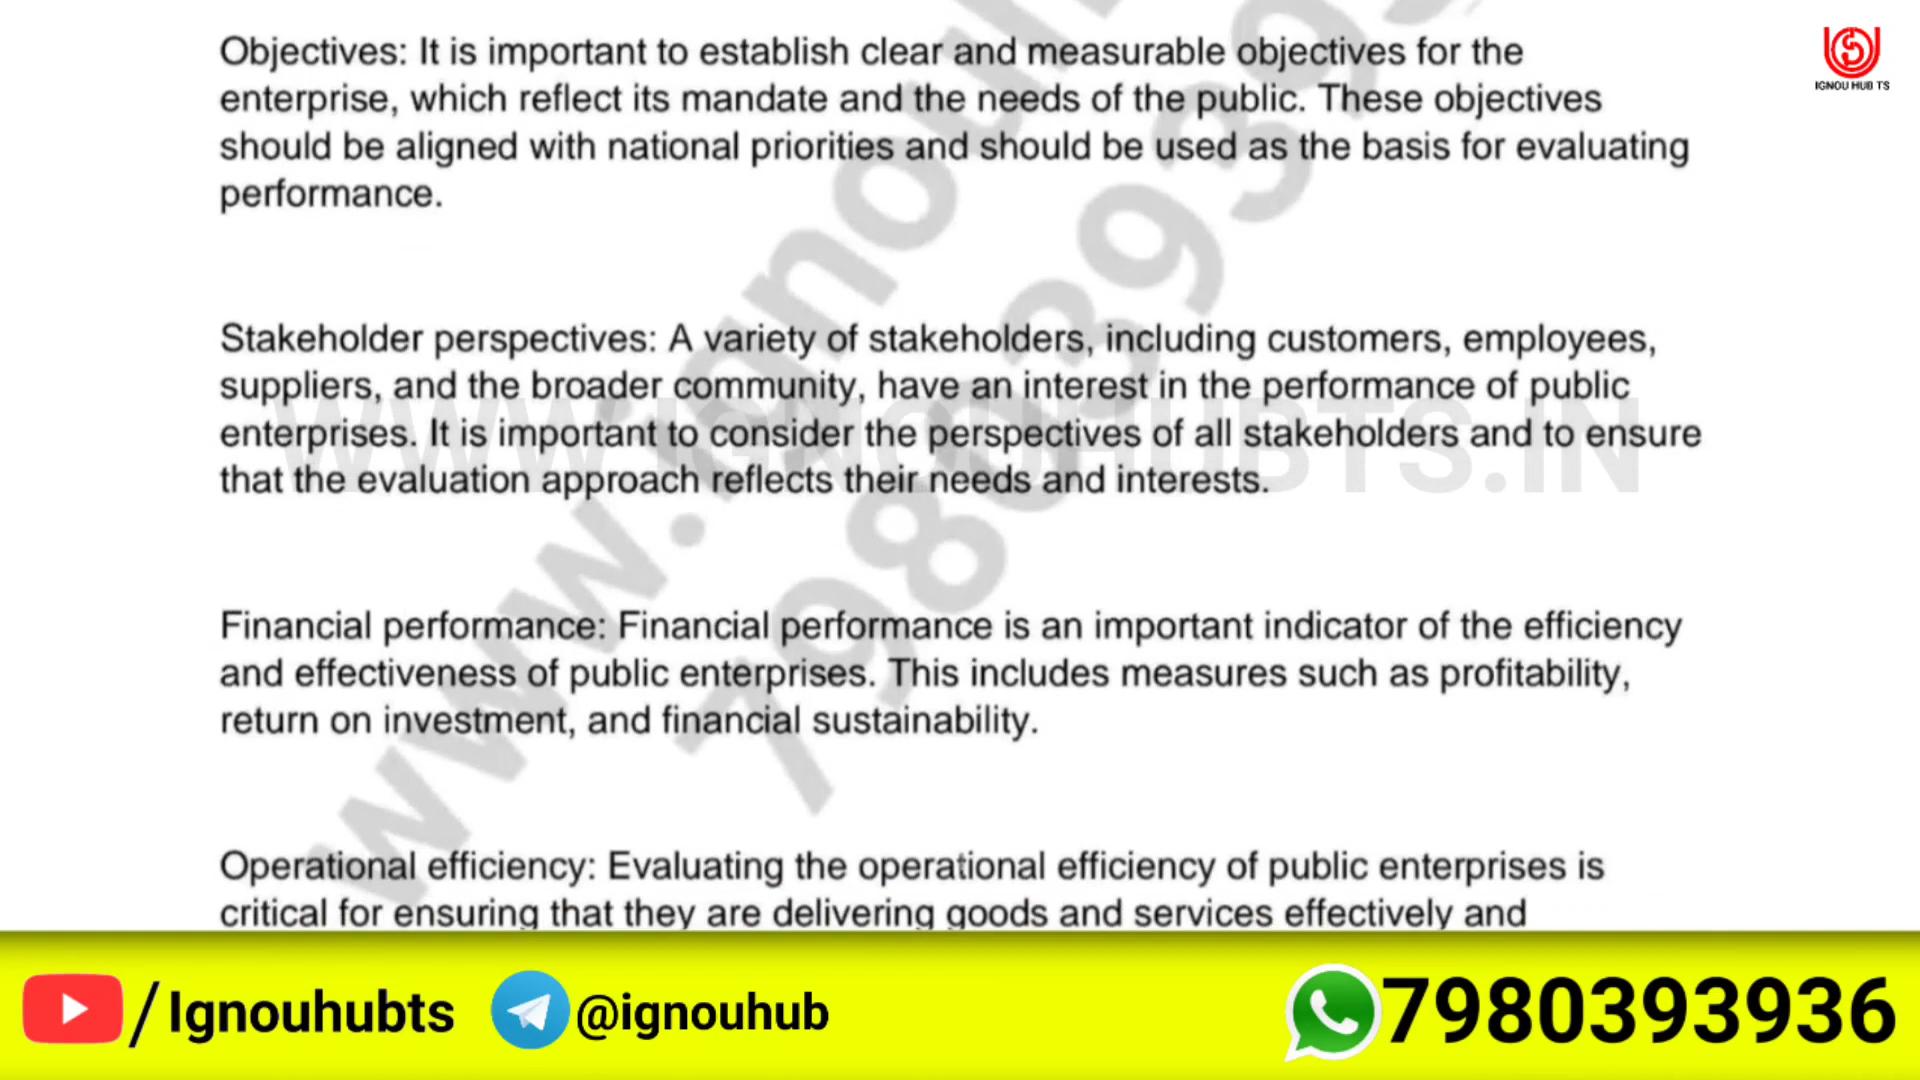 Objectives: It is important to establish clear and measurable objectives for the
enterprise, which reflect its mandate and the needs of the public. These objectives
should be aligned with national priorities and should be used as the basis for evaluating
performance.
IGNOU HUB TS
Stakeholder perspectives: A variety of stakeholders, including customers, employees,
suppliers, and the broader community, have an interest in the performance of public
enterprises. It is important to consider the perspectives of all stakeholders and to ensure
that the evaluation approach reflects their needs and interests.
WWW.IGNOUHUBTS.IN
Financial performance: Financial performance is an important indicator of the efficiency
and effectiveness of public enterprises. This includes measures such as profitability,
return on investment, and financial sustainability.
Operational efficiency: Evaluating the operational efficiency of public enterprises is
critical for ensuring that they are delivering goods and services effectively and
/Ignouhubts
@ignouhub
7980393936